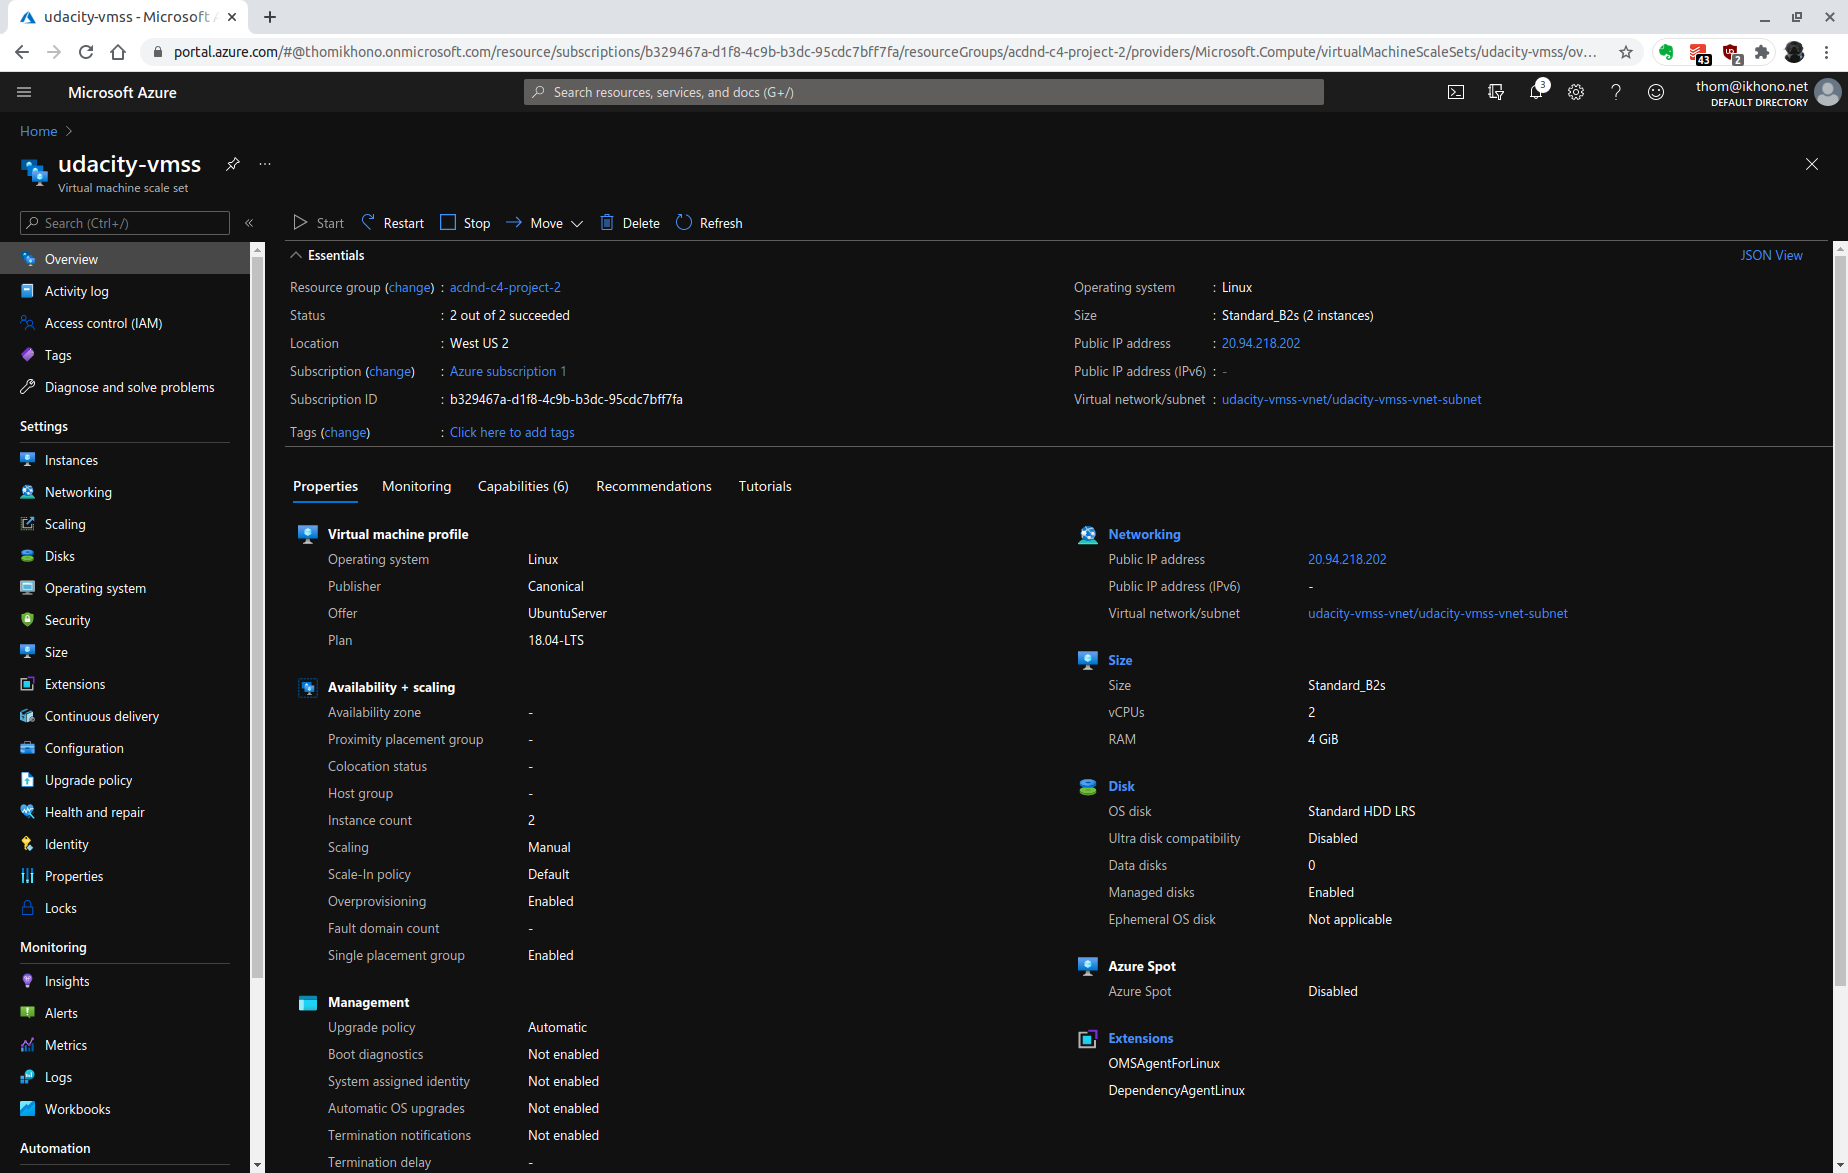 udacity-vmss - Microsoft A
portal.azure.com/#@thomikhono.onmicrosoft.com/resource/subscriptions/b329467a-d1f8-4c9b-b3dc-95cdc7bff7fa/resourceGroups/acdnd-c4-project-2/providers/Microsoft.Compute/virtualMachineScaleSets/udacity-vmss/ov...
43
2
Microsoft Azure
Search resources, services, and docs (G+/)
3
thom@ikhono.net
DEFAULT DIRECTORY
Home
udacity-vmss
Virtual machine scale set
Search (Ctrl+/)
Start Restart Stop Move Delete Refresh
Overview
Activity log
Access control (IAM)
Tags
Diagnose and solve problems
Settings
Instances
Networking
Scaling
Disks
Operating system
Security
Size
Extensions
Continuous delivery
Configuration
Upgrade policy
Health and repair
Identity
Properties
Locks
Monitoring
Insights
Alerts
Metrics
Logs
Workbooks
Automation
Essentials
JSON View
Resource group (change) : acdnd-c4-project-2
Status : 2 out of 2 succeeded
Location : West US 2
Subscription (change) : Azure subscription 1
Subscription ID : b329467a-d1f8-4c9b-b3dc-95cdc7bff7fa
Tags (change) : Click here to add tags
Operating system : Linux
Size : Standard_B2s (2 instances)
Public IP address : 20.94.218.202
Public IP address (IPv6) : -
Virtual network/subnet : udacity-vmss-vnet/udacity-vmss-vnet-subnet
Properties Monitoring Capabilities (6) Recommendations Tutorials
Virtual machine profile
Operating system Linux
Publisher Canonical
Offer UbuntuServer
Plan 18.04-LTS
Availability + scaling
Availability zone -
Proximity placement group -
Colocation status -
Host group -
Instance count 2
Scaling Manual
Scale-In policy Default
Overprovisioning Enabled
Fault domain count -
Single placement group Enabled
Management
Upgrade policy Automatic
Boot diagnostics Not enabled
System assigned identity Not enabled
Automatic OS upgrades Not enabled
Termination notifications Not enabled
Termination delay -
Networking
Public IP address 20.94.218.202
Public IP address (IPv6) -
Virtual network/subnet udacity-vmss-vnet/udacity-vmss-vnet-subnet
Size
Size Standard_B2s
vCPUs 2
RAM 4 GiB
Disk
OS disk Standard HDD LRS
Ultra disk compatibility Disabled
Data disks 0
Managed disks Enabled
Ephemeral OS disk Not applicable
Azure Spot
Azure Spot Disabled
Extensions
OMSAgentForLinux
DependencyAgentLinux